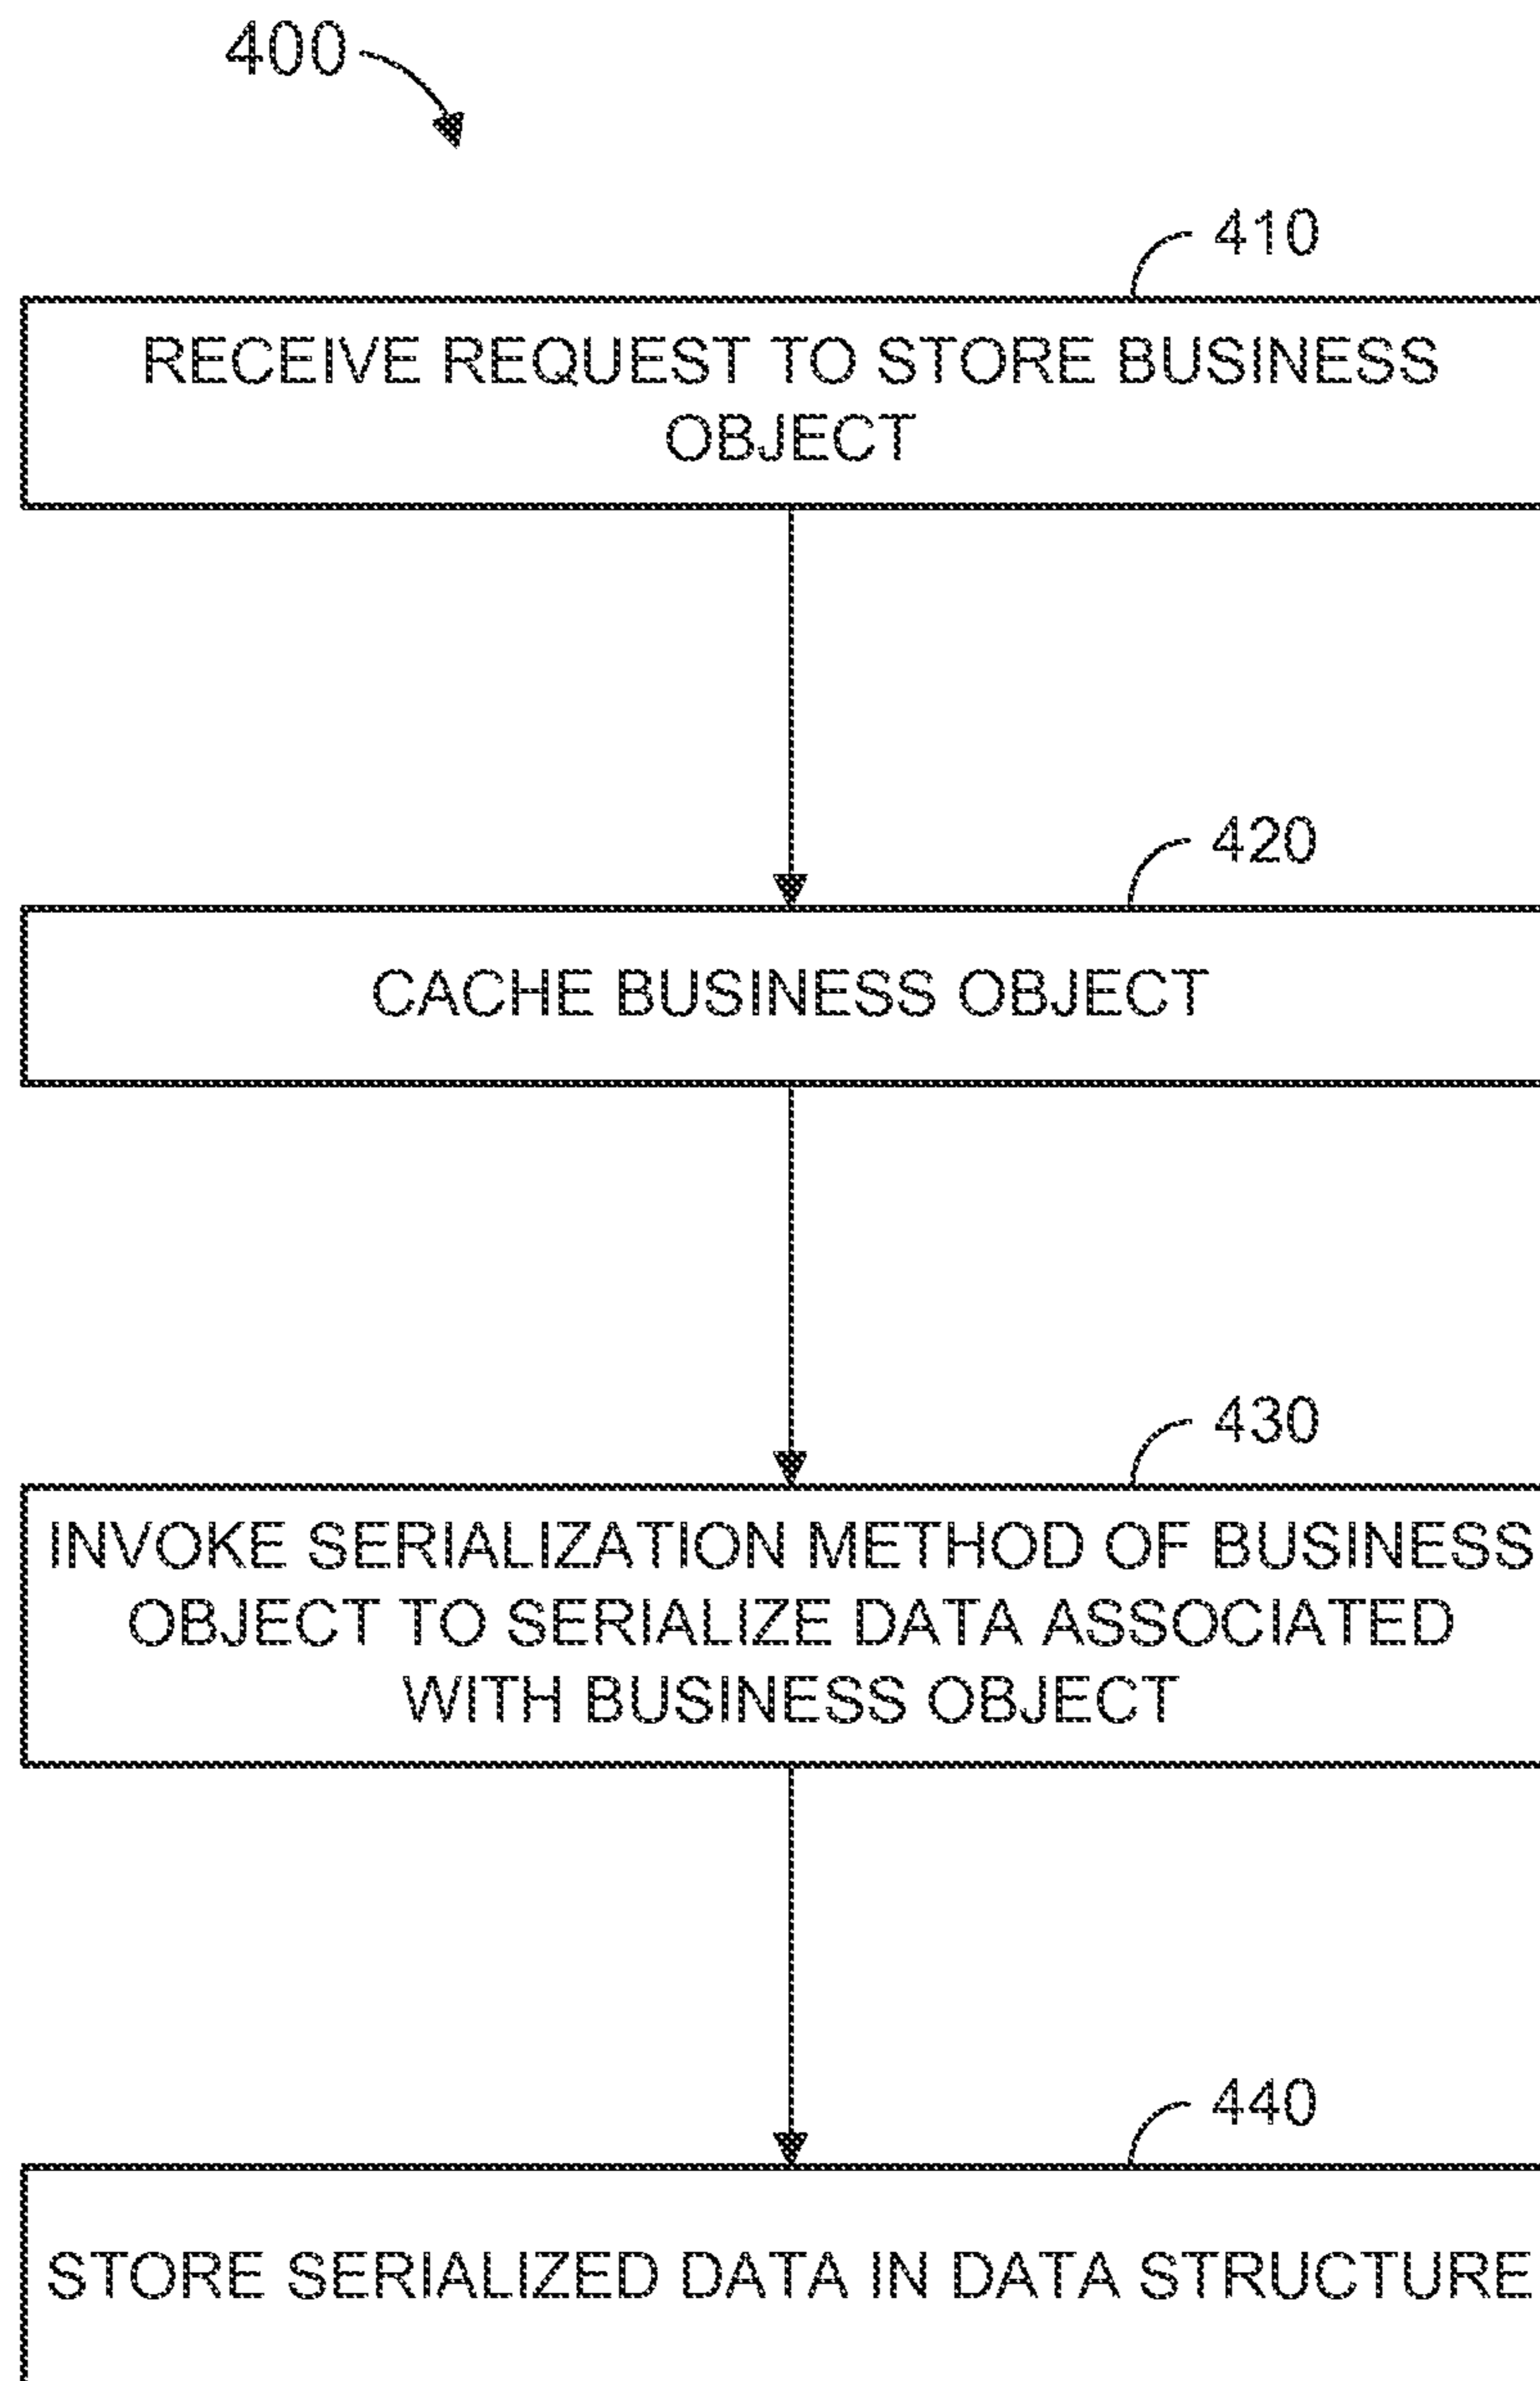 400
410
RECEIVE REQUEST TO STORE BUSINESS
OBJECT
420
CACHE BUSINESS OBJECT
430
INVOKE SERIALIZATION METHOD OF BUSINESS
OBJECT TO SERIALIZE DATA ASSOCIATED
WITH BUSINESS OBJECT
440
STORE SERIALIZED DATA IN DATA STRUCTURE